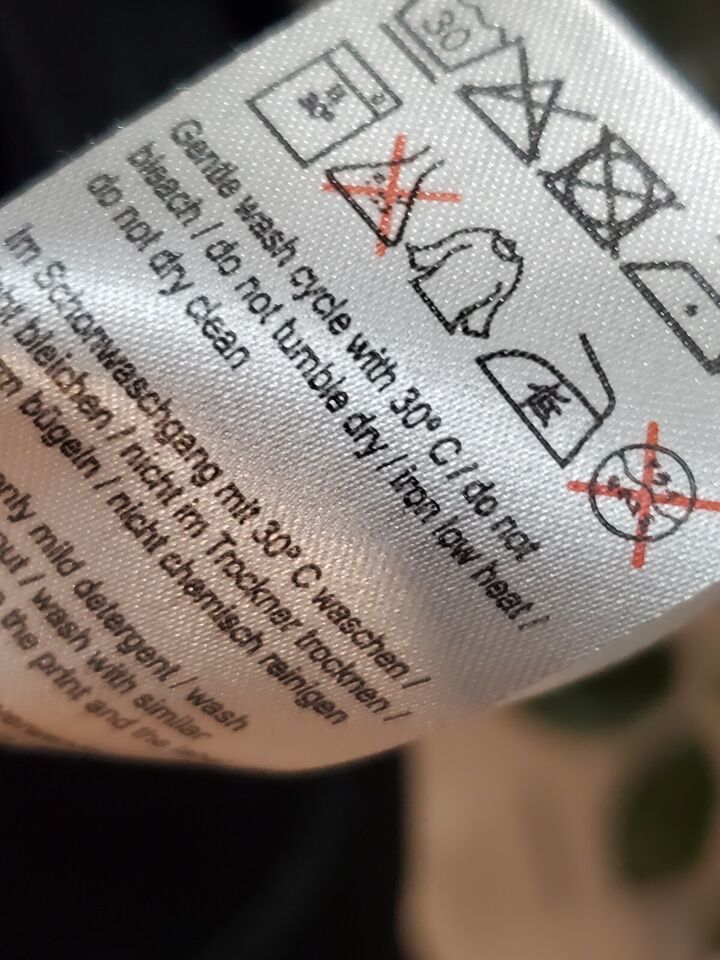 30
30°
Gentle wash cycle with 30° C / do not
bleach / do not tumble dry / iron low heat /
do not dry clean
Im Schonwaschgang mit 30° C waschen /
bleichen / nicht im Trockner trocknen /
bügeln / nicht chemisch reinigen
only mild detergent / wash
/ wash with similar
the print and the